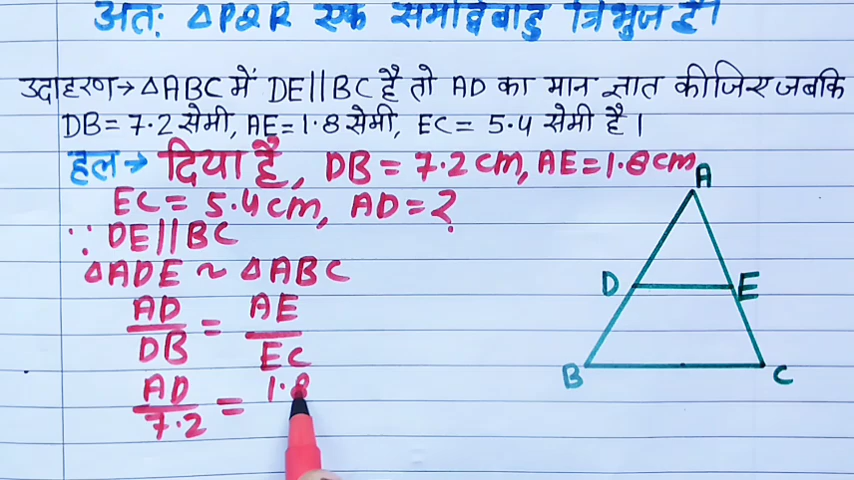 अतः ΔPQR एक समद्विबाहु त्रिभुज है।
उदाहरण→ ΔABC में DE||BC है तो AD का मान ज्ञात कीजिए जबकि
DB = 7.2 सेमी, AE = 1.8 सेमी, EC = 5.4 सेमी है।
हल→ दिया है, DB = 7.2 cm, AE = 1.8 cm,
EC = 5.4 cm, AD = ?
∵ DE||BC
ΔADE ~ ΔABC
AD/DB = AE/EC
AD/7.2 = 1.8
A
D E
B C